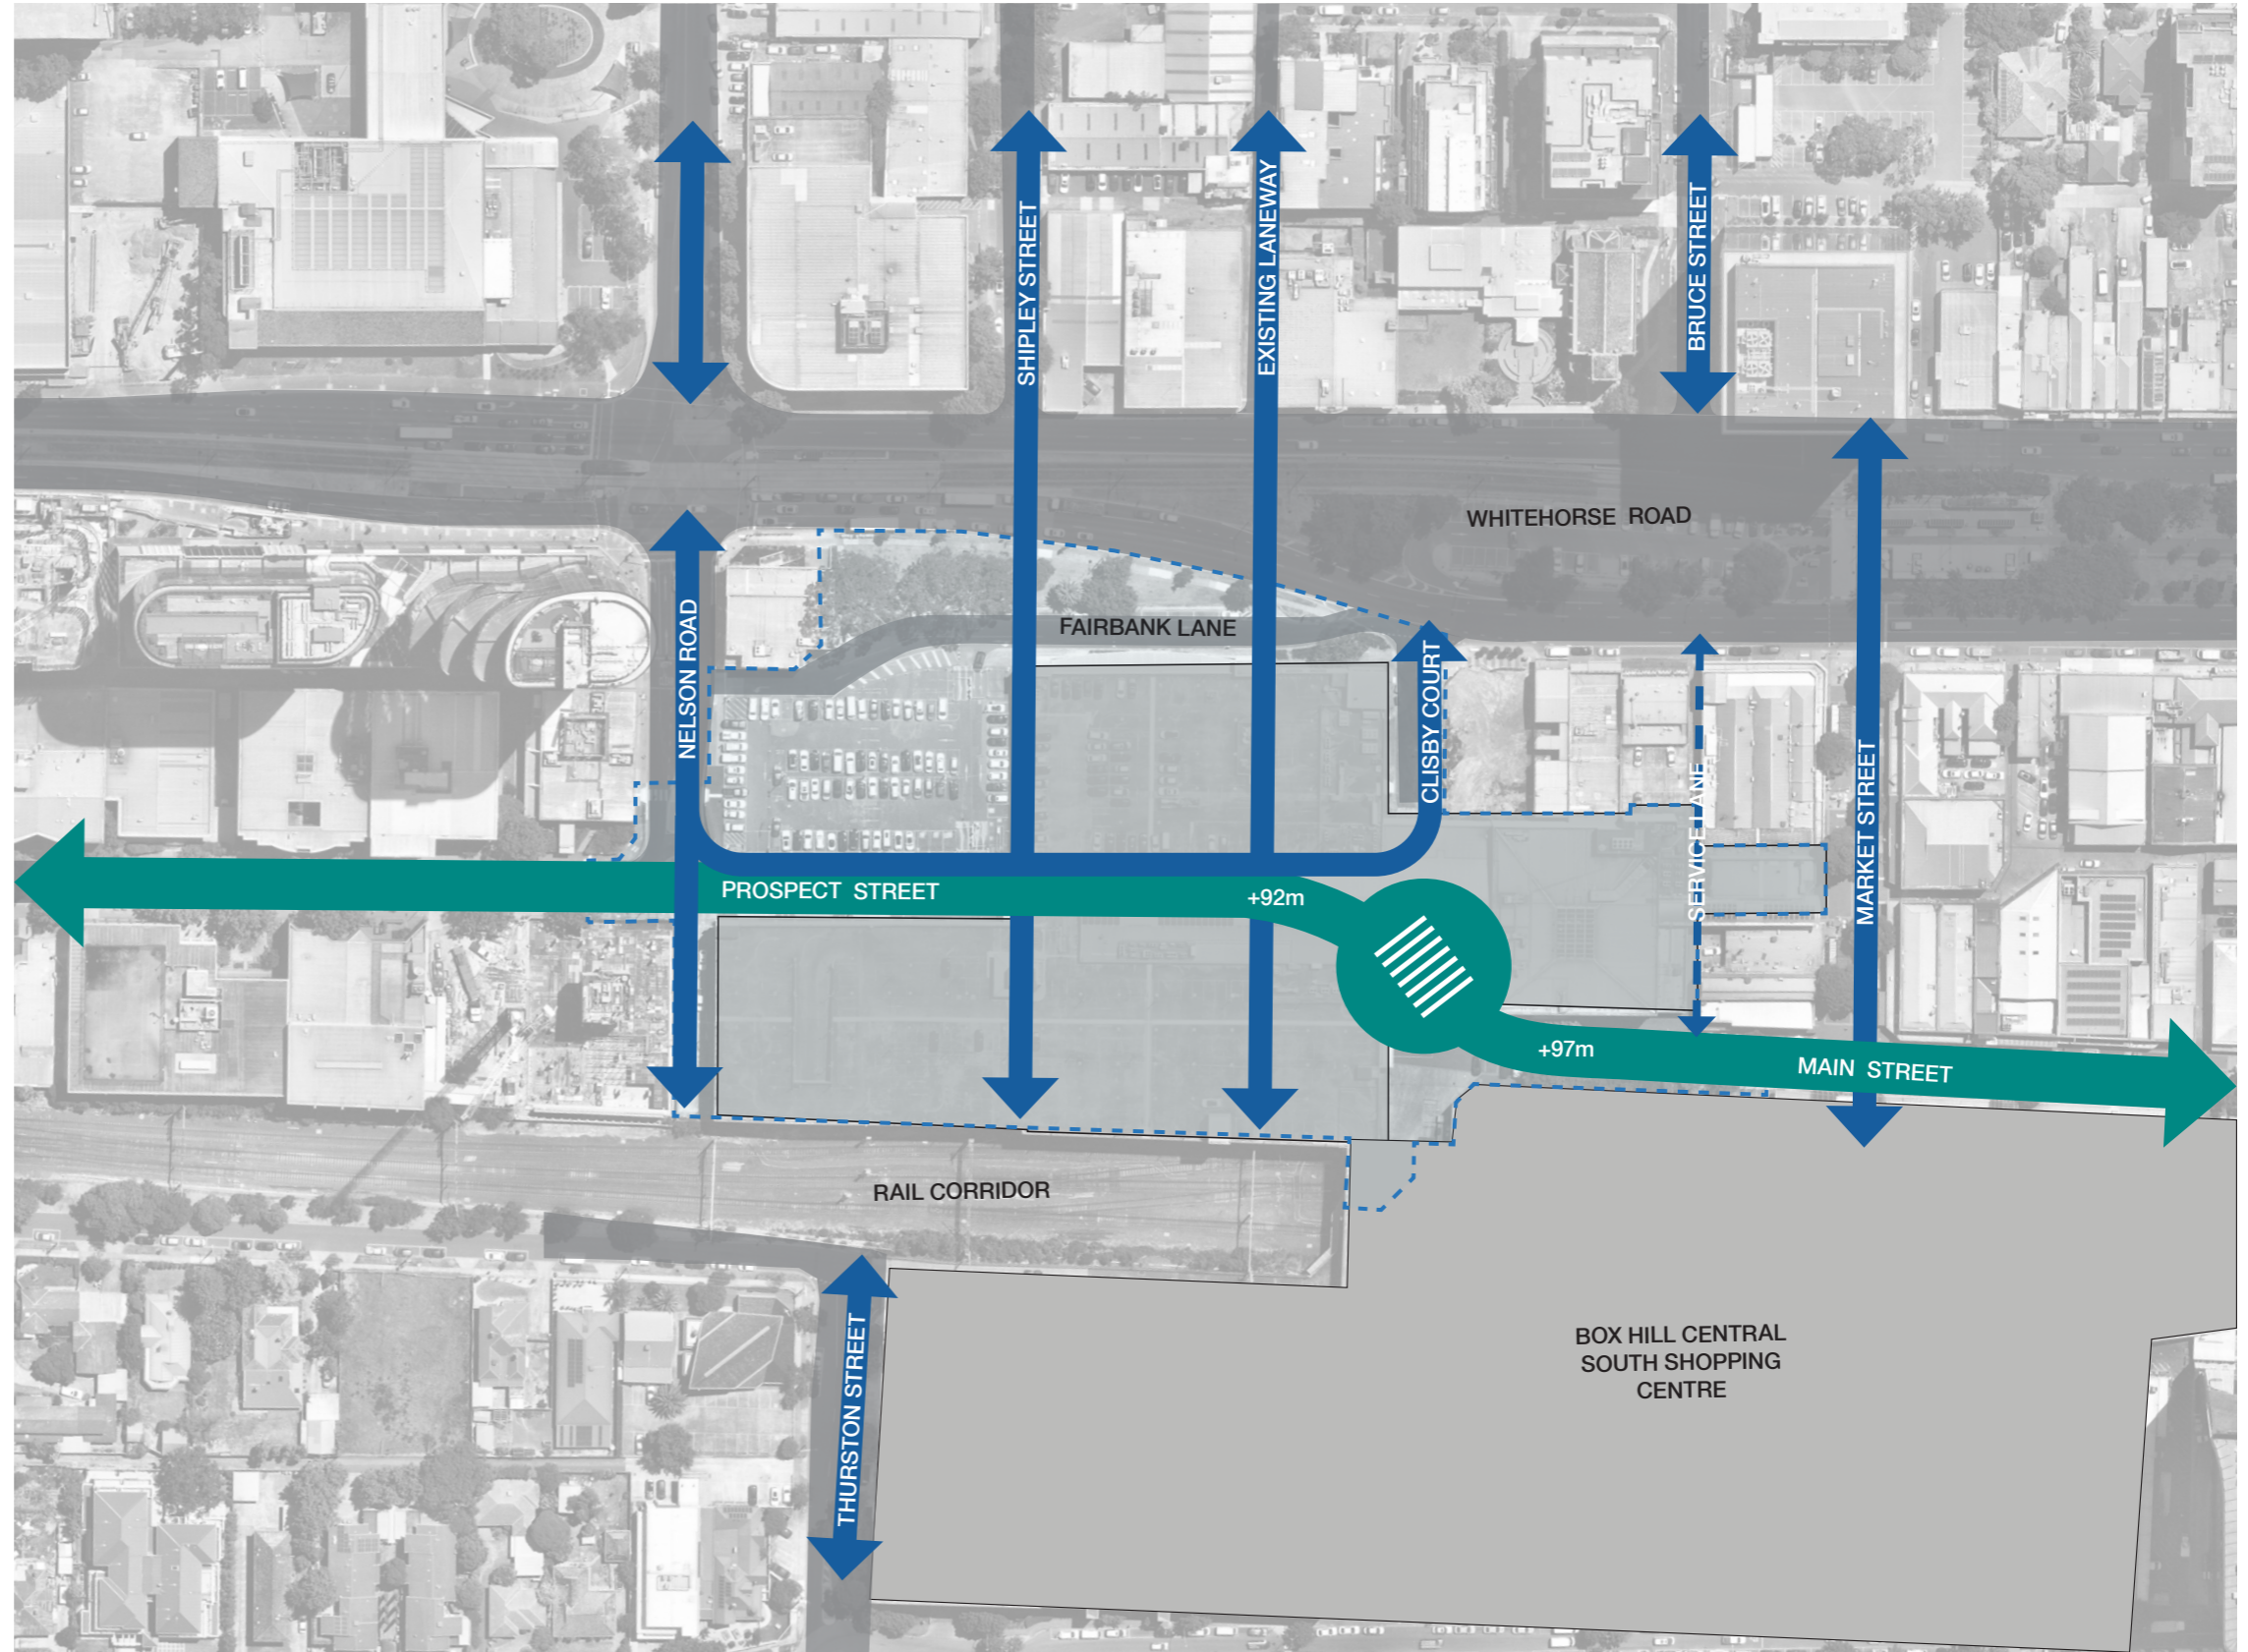 SHIPLEY STREET
EXISTING LANEWAY
BRUCE STREET
WHITEHORSE ROAD
NELSON ROAD
FAIRBANK LANE
CLISBY COURT
SERVICE LANE
MARKET STREET
PROSPECT STREET
+92m
+97m
MAIN STREET
RAIL CORRIDOR
THURSTON STREET
BOX HILL CENTRAL
SOUTH SHOPPING
CENTRE